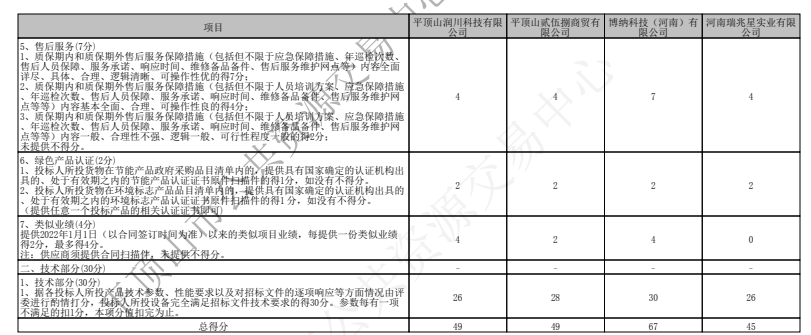 项目 平顶山润川科技有限公司 平顶山贰伍捌商贸有限公司 博纳科技（河南）有限公司 河南瑞兆星实业有限公司
5、售后服务(7分)
1、质保期内和质保期外售后服务保障措施（包括但不限于应急保障措施、年巡检次数、
售后人员保障、服务承诺、响应时间、维修备品备件、售后服务维护网点等）内容全面
详尽、具体、合理、逻辑清晰、可操作性优的得7分；
2、质保期内和质保期外售后服务保障措施（包括但不限于人员培训方案、应急保障措施
、年巡检次数、售后人员保障、服务承诺、响应时间、维修备品备件、售后服务维护网
点等等）内容基本全面、合理、可操作性良的得4分；
3、质保期内和质保期外售后服务保障措施（包括但不限于人员培训方案、应急保障措施
、年巡检次数、售后人员保障、服务承诺、响应时间、维修备品备件、售后服务维护网
点等等）内容一般、合理性不强、逻辑一般、可行性程度一般的得2分；
未提供不得分。
4 4 7 4
6、绿色产品认证(2分)
1、投标人所投货物在节能产品政府采购品目清单内的，提供具有国家确定的认证机构出
具的、处于有效期之内的节能产品认证证书原件扫描件的得1分，如没有不得分。
2、投标人所投货物在环境标志产品品目清单内的，提供具有国家确定的认证机构出具的
、处于有效期之内的环境标志产品认证证书原件扫描件的得1 分，如没有不得分。
（提供任意一个投标产品的相关认证证书即可）
2 2 2 2
7、类似业绩(4分)
提供2022年1月1日（以合同签订时间为准）以来的类似项目业绩，每提供一份类似业绩
得2分，最多得4分。
注：供应商须提供合同扫描件，未提供不得分。
4 2 4 0
二、技术部分(30分) - - - -
1、技术部分(30分)
1、据各投标人所投产品技术参数、性能要求以及对招标文件的逐项响应等方面情况由评
委进行酌情打分，投标人所投设备完全满足招标文件技术要求的得30分。参数每有一项
不满足的扣1分，本项分值扣完为止。
26 28 30 26
总得分 49 49 67 45
平顶山市公共资源交易中心
公共资源交易中心